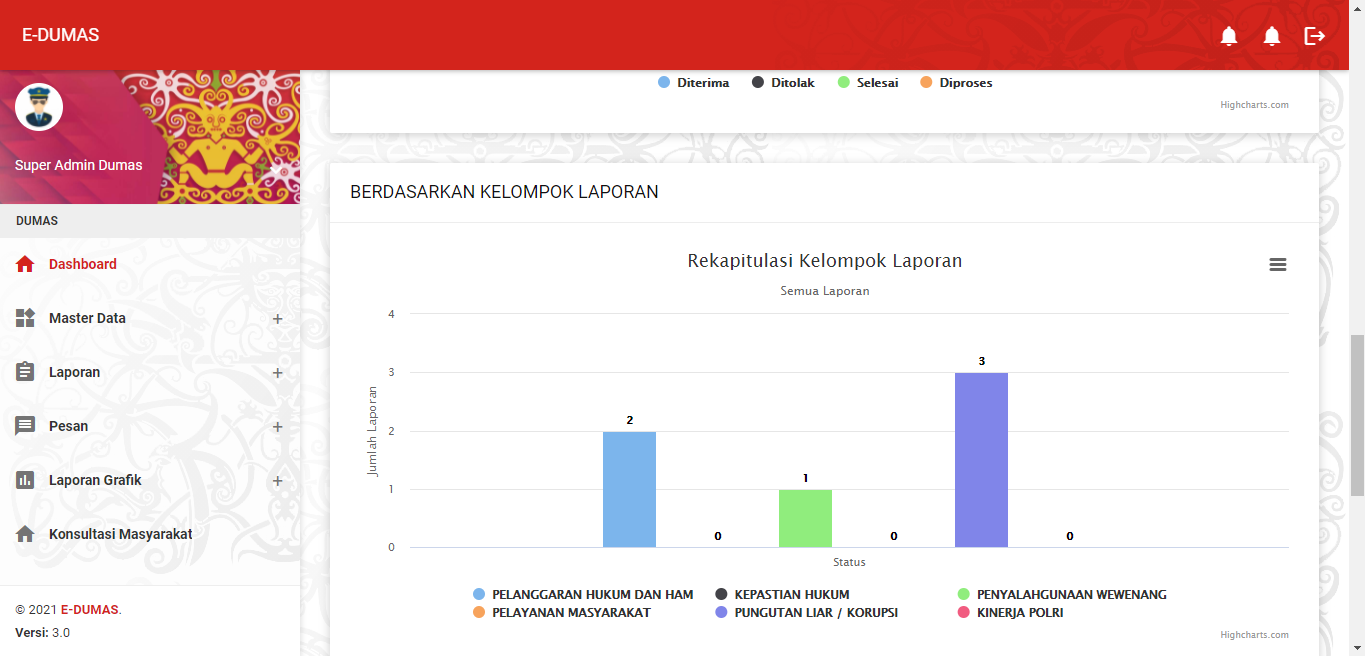 E-DUMAS
Super Admin Dumas
DUMAS
Dashboard
Master Data +
Laporan +
Pesan +
Laporan Grafik +
Konsultasi Masyarakat
© 2021 E-DUMAS.
Versi: 3.0
Diterima Ditolak Selesai Diproses
Highcharts.com
BERDASARKAN KELOMPOK LAPORAN
Rekapitulasi Kelompok Laporan
Semua Laporan
Jumlah Laporan
4
3
2
1
0
2
0
1
0
3
0
Status
PELANGGARAN HUKUM DAN HAM KEPASTIAN HUKUM PENYALAHGUNAAN WEWENANG
PELAYANAN MASYARAKAT PUNGUTAN LIAR / KORUPSI KINERJA POLRI
Highcharts.com